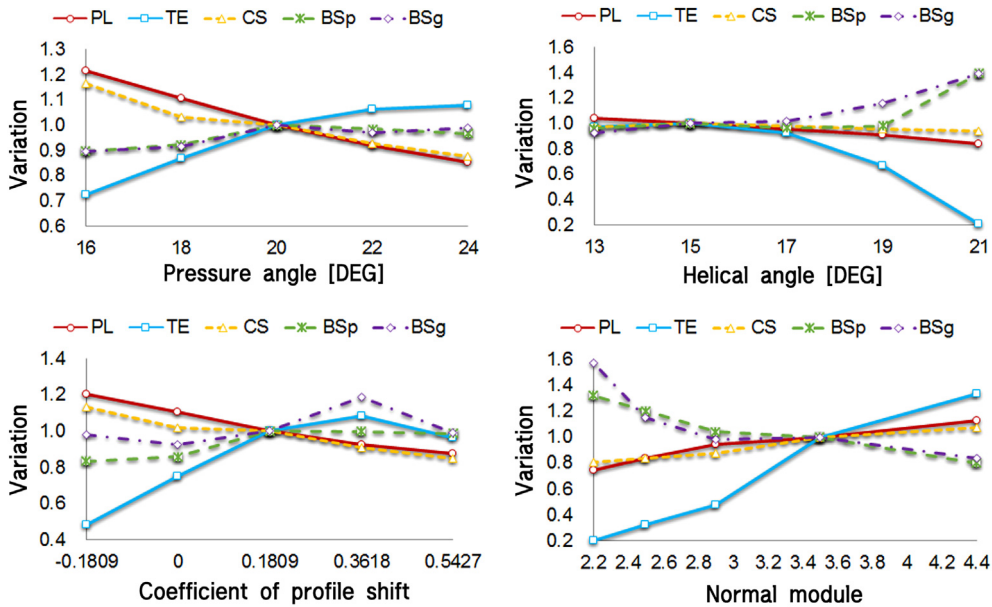 PL TE CS BSp BSg
1.3
1.2
1.1
1.0
0.9
0.8
0.7
0.6
Variation
16 18 20 22 24
Pressure angle [DEG]
PL TE CS BSp BSg
1.6
1.4
1.2
1.0
0.8
0.6
0.4
0.2
Variation
13 15 17 19 21
Helical angle [DEG]
PL TE CS BSp BSg
1.4
1.2
1.0
0.8
0.6
0.4
Variation
-0.1809 0 0.1809 0.3618 0.5427
Coefficient of profile shift
PL TE CS BSp BSg
1.6
1.4
1.2
1.0
0.8
0.6
0.4
0.2
Variation
2.2 2.4 2.6 2.8 3 3.2 3.4 3.6 3.8 4 4.2 4.4
Normal module